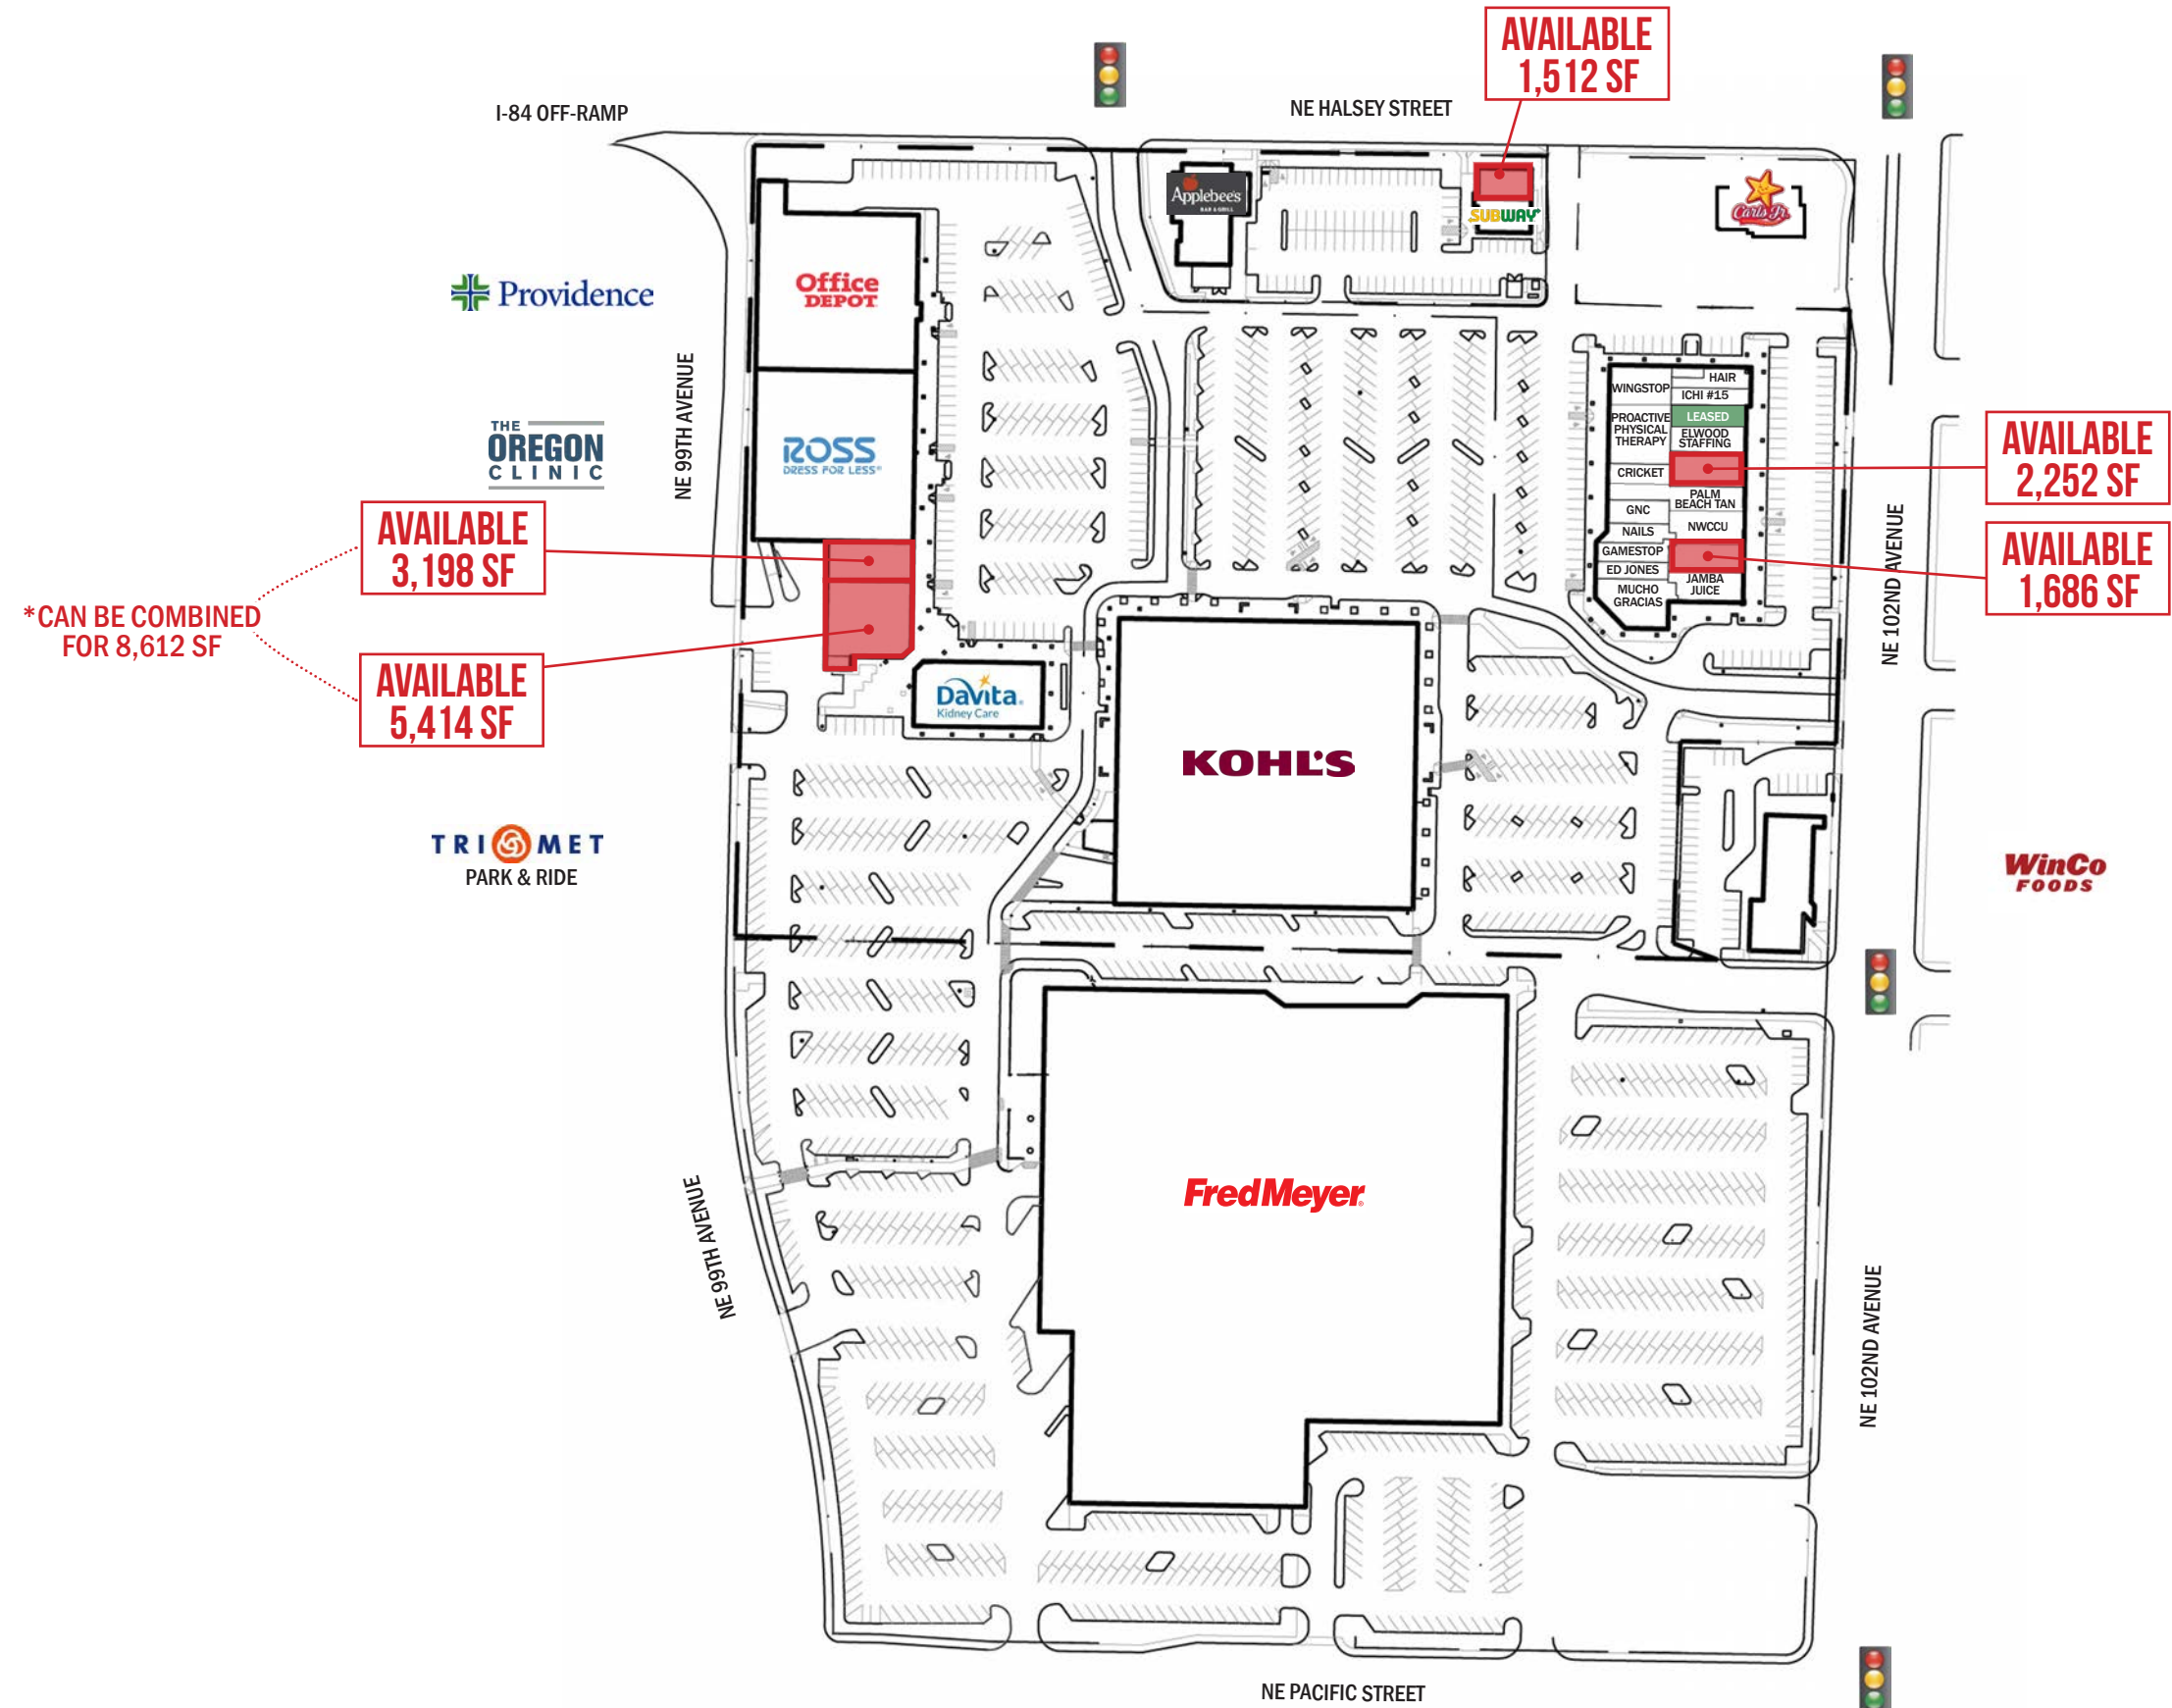 AVAILABLE
1,512 SF
I-84 OFF-RAMP
NE HALSEY STREET
Applebee's
BAR & GRILL
SUBWAY
Carl's Jr.
Providence
Office
DEPOT
NE 99TH AVENUE
THE
OREGON
CLINIC
ROSS
DRESS FOR LESS
WINGSTOP
HAIR
ICHI #15
LEASED
PROACTIVE
PHYSICAL
THERAPY
ELWOOD
STAFFING
CRICKET
PALM
BEACH TAN
GNC
NWCCU
NAILS
GAMESTOP
ED JONES
JAMBA
JUICE
MUCHO
GRACIAS
AVAILABLE
2,252 SF
AVAILABLE
1,686 SF
NE 102ND AVENUE
AVAILABLE
3,198 SF
*CAN BE COMBINED
FOR 8,612 SF
AVAILABLE
5,414 SF
DaVita
Kidney Care
KOHL'S
TRI MET
PARK & RIDE
WinCo
FOODS
FredMeyer
NE 99TH AVENUE
NE 102ND AVENUE
NE PACIFIC STREET